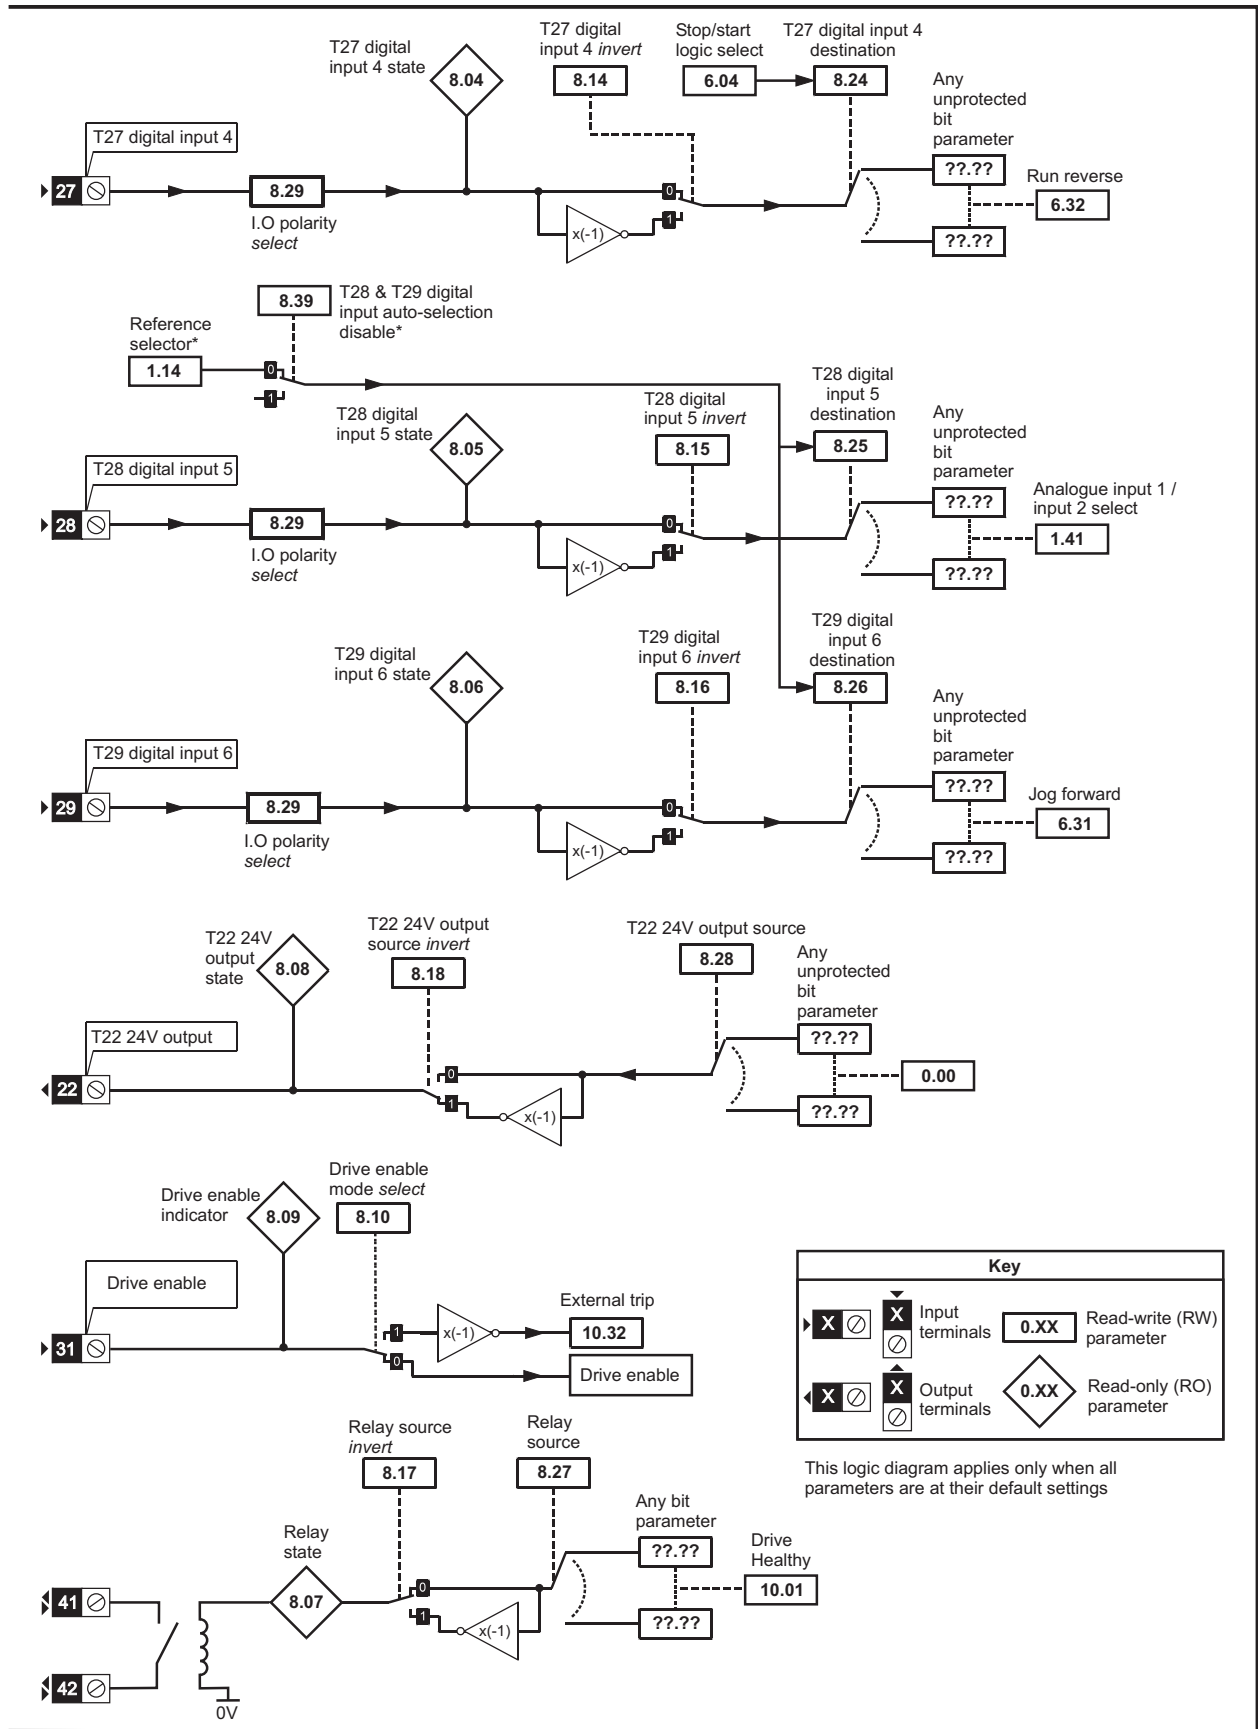 T27 digital
input 4 state
8.04
T27 digital
input 4 invert
8.14
Stop/start
logic select
6.04
T27 digital input 4
destination
8.24
Any
unprotected
bit
parameter
??.??
??.??
Run reverse
6.32
T27 digital input 4
27
8.29
I.O polarity
select
x(-1)
0
1
8.39
T28 & T29 digital
input auto-selection
disable*
Reference
selector*
1.14
0
1
T28 digital
input 5 state
8.05
T28 digital
input 5 invert
8.15
T28 digital
input 5
destination
8.25
Any
unprotected
bit
parameter
??.??
??.??
Analogue input 1 /
input 2 select
1.41
T28 digital input 5
28
8.29
I.O polarity
select
x(-1)
0
1
T29 digital
input 6 state
8.06
T29 digital
input 6 invert
8.16
T29 digital
input 6
destination
8.26
Any
unprotected
bit
parameter
??.??
??.??
Jog forward
6.31
T29 digital input 6
29
8.29
I.O polarity
select
x(-1)
0
1
T22 24V
output
state
8.08
T22 24V output
source invert
8.18
T22 24V output source
8.28
Any
unprotected
bit
parameter
??.??
??.??
0.00
T22 24V output
22
0
1
x(-1)
Drive enable
indicator
8.09
Drive enable
mode select
8.10
Drive enable
31
1
0
x(-1)
External trip
10.32
Drive enable
Key
X
X
Input
terminals
0.XX
Read-write (RW)
parameter
X
X
Output
terminals
0.XX
Read-only (RO)
parameter
This logic diagram applies only when all
parameters are at their default settings
Relay source
invert
8.17
Relay
source
8.27
Any bit
parameter
??.??
??.??
Drive
Healthy
10.01
Relay
state
8.07
0
1
x(-1)
41
42
0V